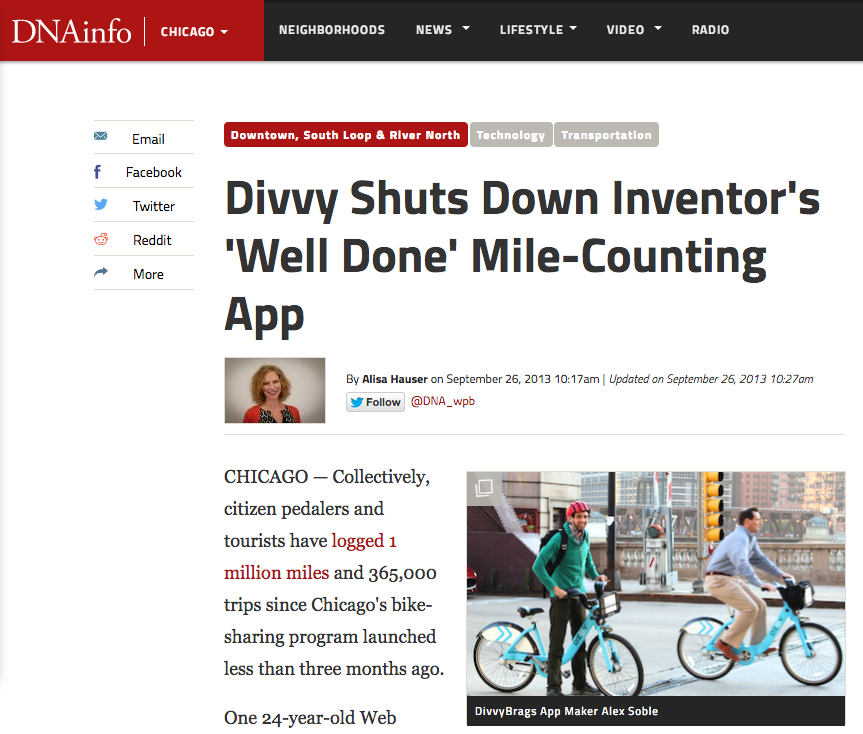 DNAinfo CHICAGO NEIGHBORHOODS NEWS LIFESTYLE VIDEO RADIO
Email
Facebook
Twitter
Reddit
More
Downtown, South Loop & River North Technology Transportation
Divvy Shuts Down Inventor's
'Well Done' Mile-Counting
App
By Alisa Hauser on September 26, 2013 10:17am | Updated on September 26, 2013 10:27am
Follow @DNA_wpb
CHICAGO — Collectively,
citizen pedalers and
tourists have logged 1
million miles and 365,000
trips since Chicago's bike-
sharing program launched
less than three months ago.
One 24-year-old Web
DivvyBrags App Maker Alex Soble